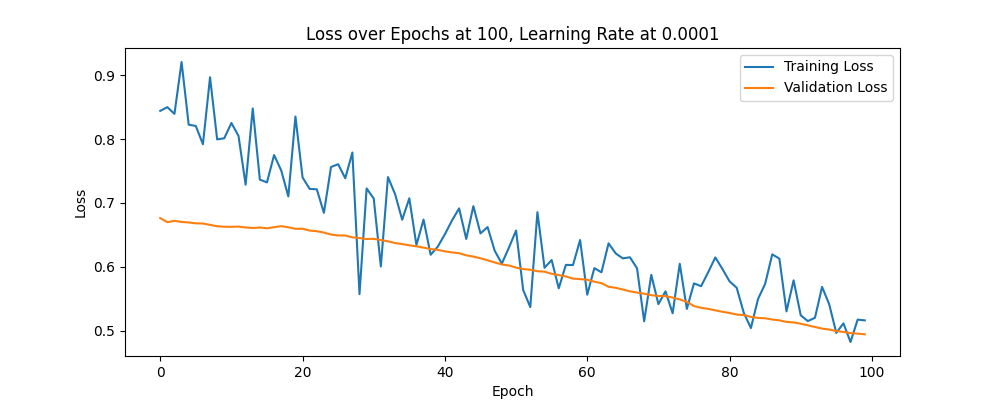 Loss over Epochs at 100, Learning Rate at 0.0001
Training Loss
Validation Loss
0.9
0.8
0.7
0.6
0.5
Loss
0
20
40
60
80
100
Epoch